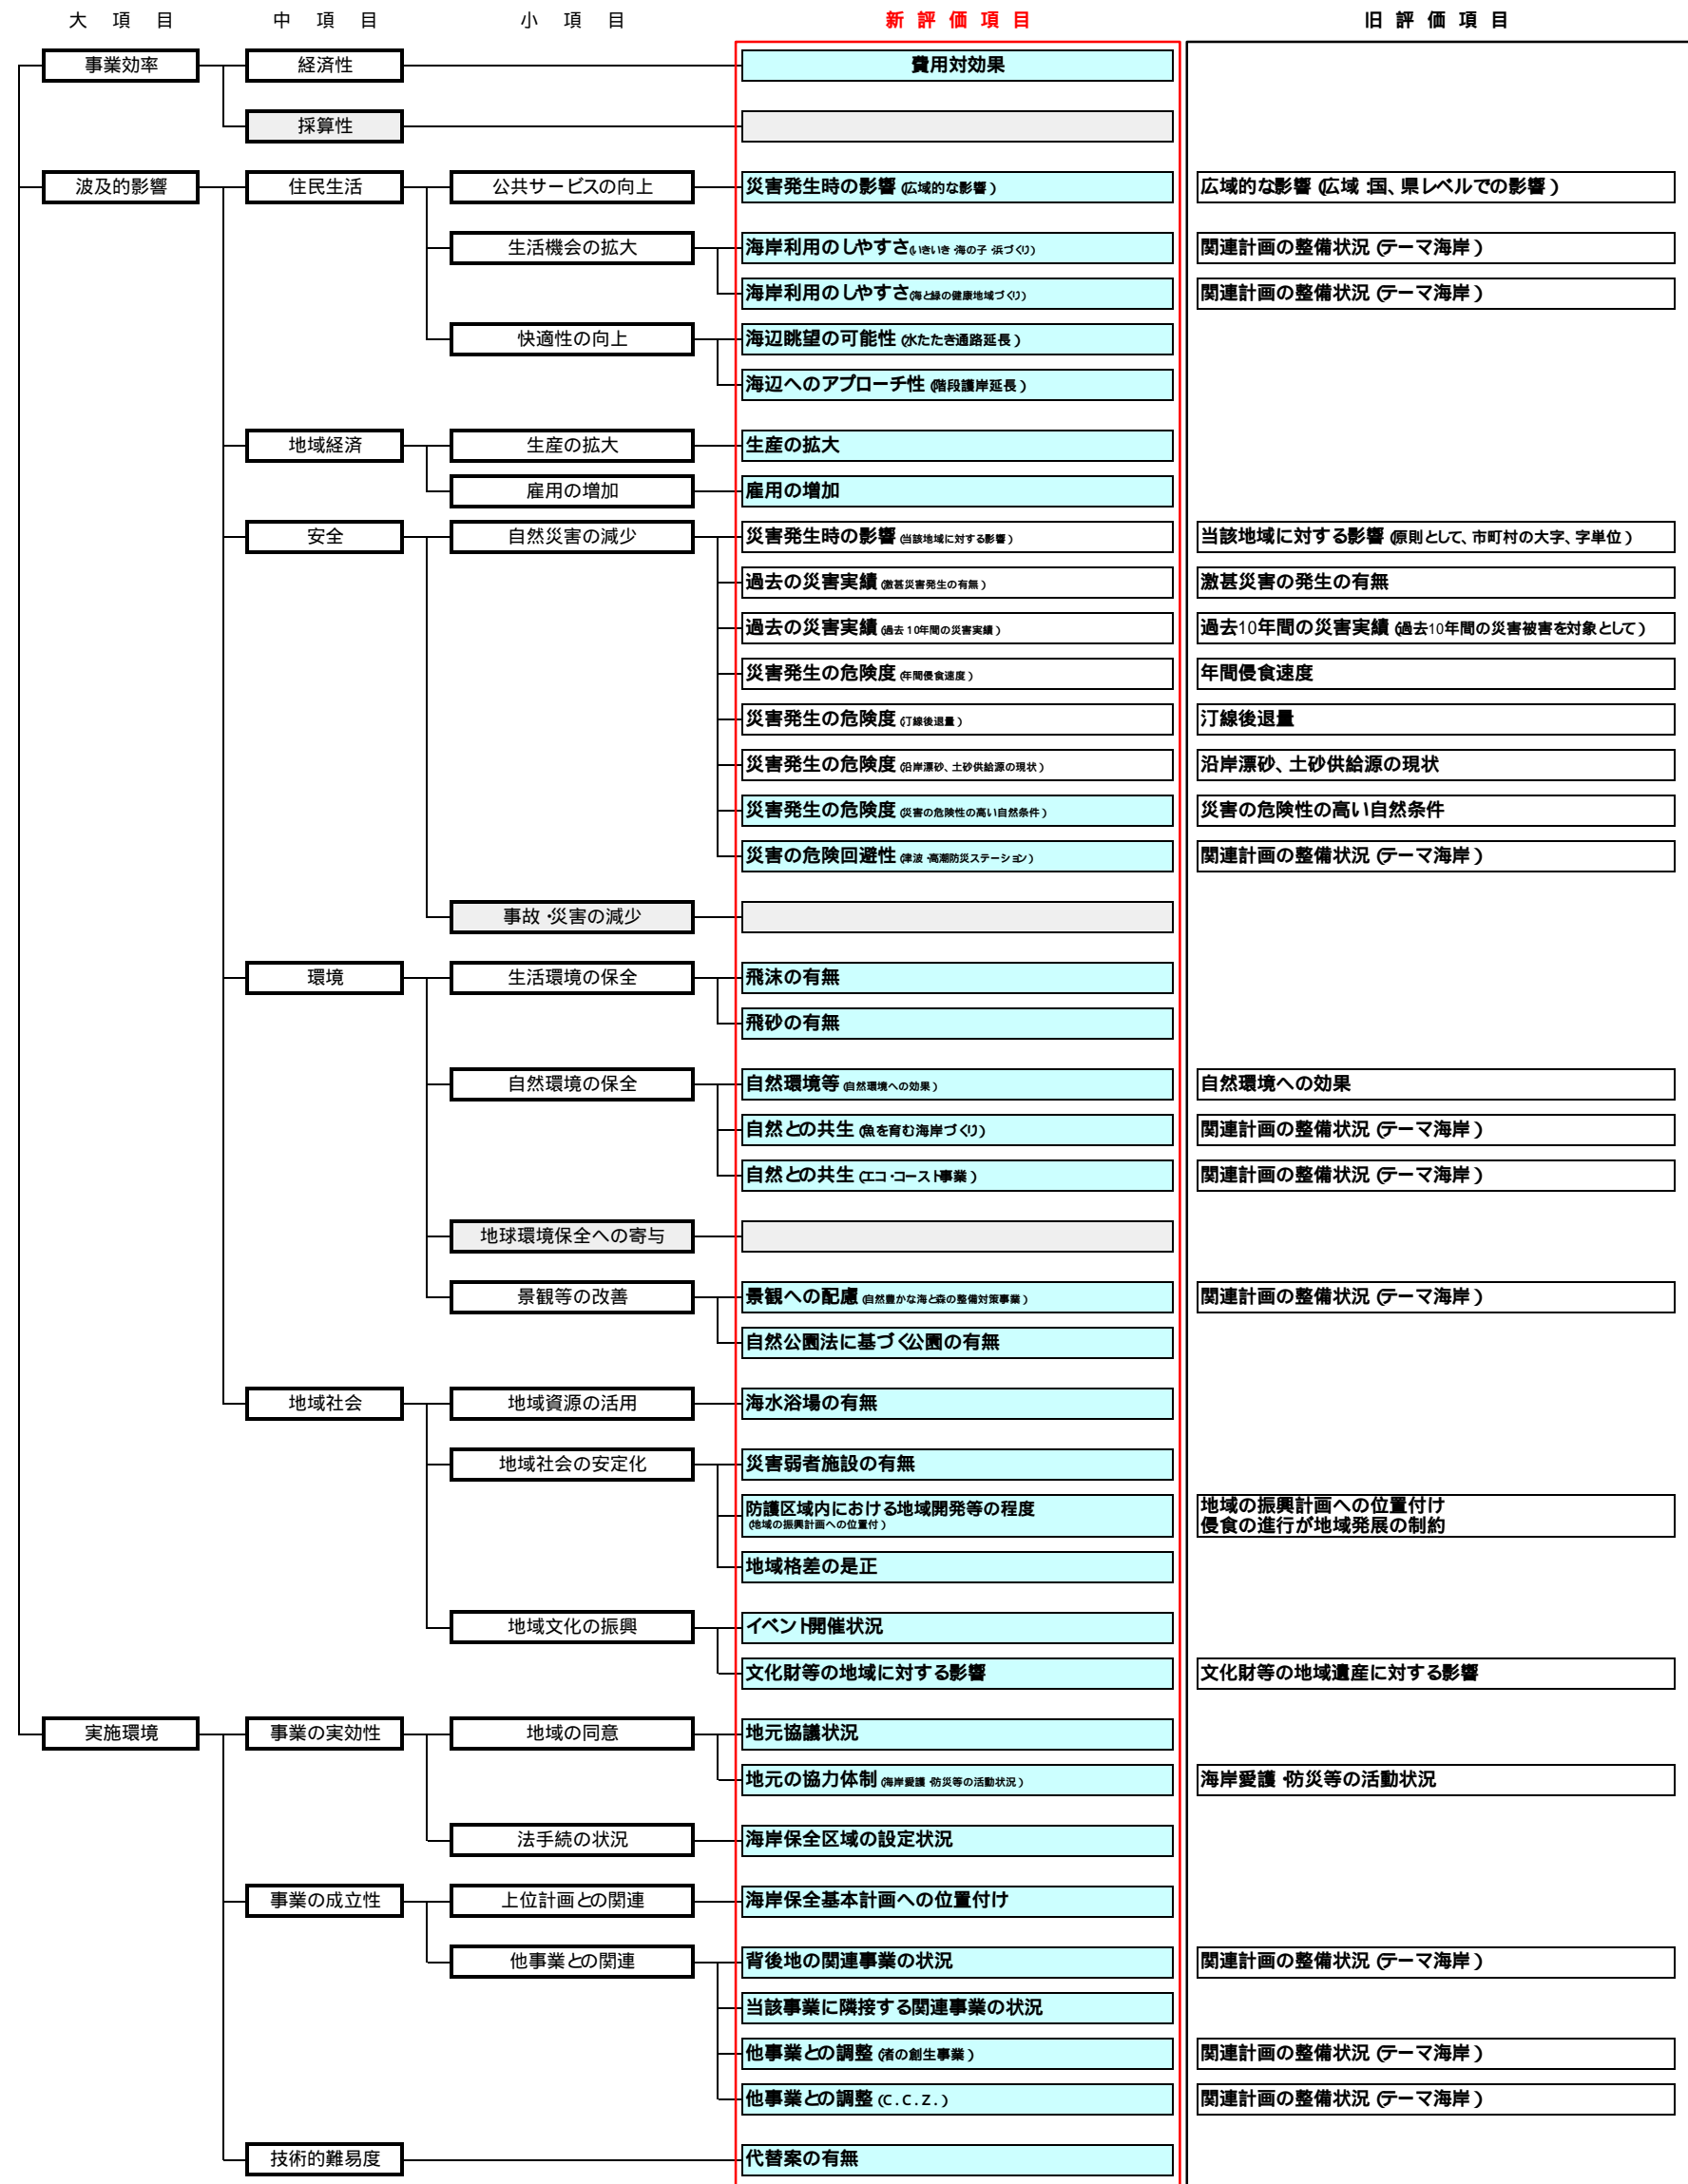 大項目 中項目 小項目 新評価項目 旧評価項目
事業効率 経済性 費用対効果
採算性
波及的影響 住民生活 公共サービスの向上 災害発生時の影響(広域的な影響) 広域的な影響(広域:国、県レベルでの影響)
生活機会の拡大 海岸利用のしやすさ(いきいき・海の子・浜づくり) 関連計画の整備状況(テーマ海岸)
海岸利用のしやすさ(海と緑の健康地域づくり) 関連計画の整備状況(テーマ海岸)
快適性の向上 海辺眺望の可能性(水たたき通路延長)
海辺へのアプローチ性(階段護岸延長)
地域経済 生産の拡大 生産の拡大
雇用の増加 雇用の増加
安全 自然災害の減少 災害発生時の影響(当該地域に対する影響) 当該地域に対する影響(原則として、市町村の大字、字単位)
過去の災害実績(激甚災害発生の有無) 激甚災害の発生の有無
過去の災害実績(過去10年間の災害実績) 過去10年間の災害実績(過去10年間の災害被害を対象として)
災害発生の危険度(年間侵食速度) 年間侵食速度
災害発生の危険度(汀線後退量) 汀線後退量
災害発生の危険度(沿岸漂砂、土砂供給源の現状) 沿岸漂砂、土砂供給源の現状
災害発生の危険度(災害の危険性の高い自然条件) 災害の危険性の高い自然条件
災害の危険回避性(津波・高潮防災ステーション) 関連計画の整備状況(テーマ海岸)
事故・災害の減少
環境 生活環境の保全 飛沫の有無
飛砂の有無
自然環境の保全 自然環境等(自然環境への効果) 自然環境への効果
自然との共生(魚を育む海岸づくり) 関連計画の整備状況(テーマ海岸)
自然との共生(エコ・コースト事業) 関連計画の整備状況(テーマ海岸)
地球環境保全への寄与
景観等の改善 景観への配慮(自然豊かな海と森の整備対策事業) 関連計画の整備状況(テーマ海岸)
自然公園法に基づく公園の有無
地域社会 地域資源の活用 海水浴場の有無
地域社会の安定化 災害弱者施設の有無
防護区域内における地域開発等の程度 地域の振興計画への位置付け
(地域の振興計画への位置付) 侵食の進行が地域発展の制約
地域格差の是正
地域文化の振興 イベント開催状況
文化財等の地域に対する影響 文化財等の地域遺産に対する影響
実施環境 事業の実効性 地域の同意 地元協議状況
地元の協力体制(海岸愛護・防災等の活動状況) 海岸愛護・防災等の活動状況
法手続の状況 海岸保全区域の設定状況
事業の成立性 上位計画との関連 海岸保全基本計画への位置付け
他事業との関連 背後地の関連事業の状況 関連計画の整備状況(テーマ海岸)
当該事業に隣接する関連事業の状況
他事業との調整(渚の創生事業) 関連計画の整備状況(テーマ海岸)
他事業との調整(C.C.Z.) 関連計画の整備状況(テーマ海岸)
技術的難易度 代替案の有無